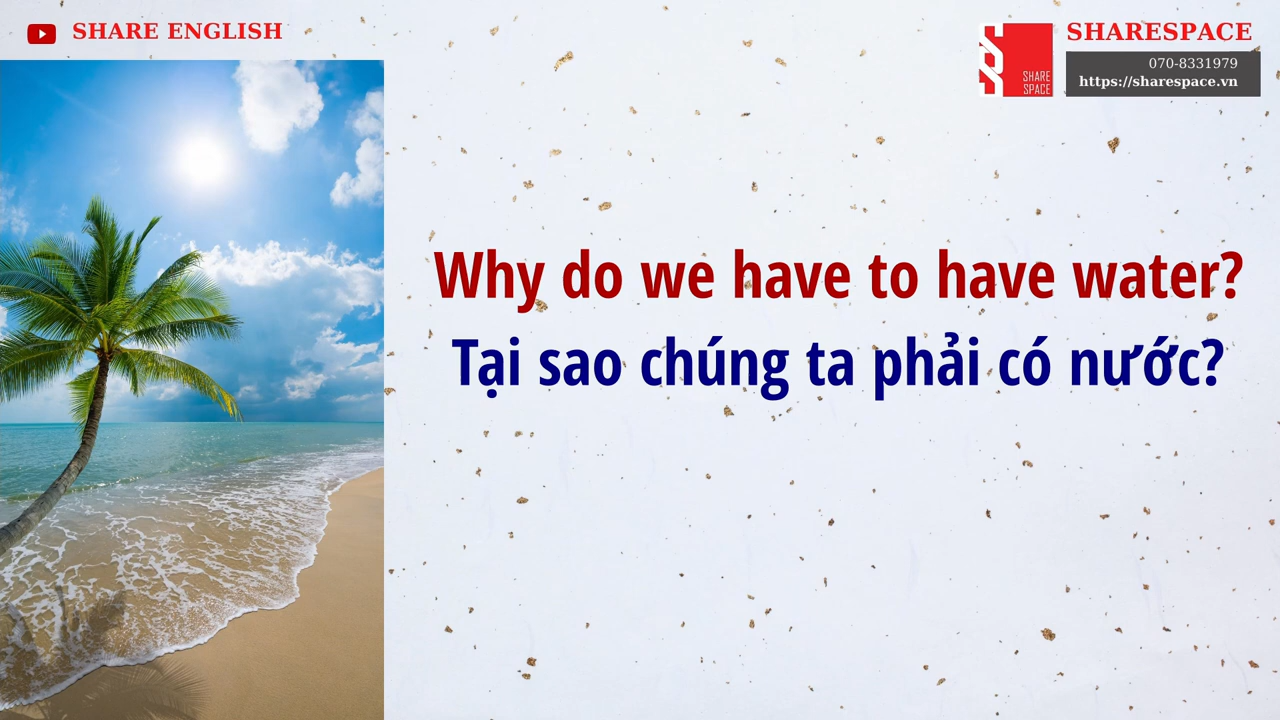 SHARE ENGLISH
SHARESPACE
070-8331979
https://sharespace.vn
SHARE
SPACE
Why do we have to have water?
Tại sao chúng ta phải có nước?